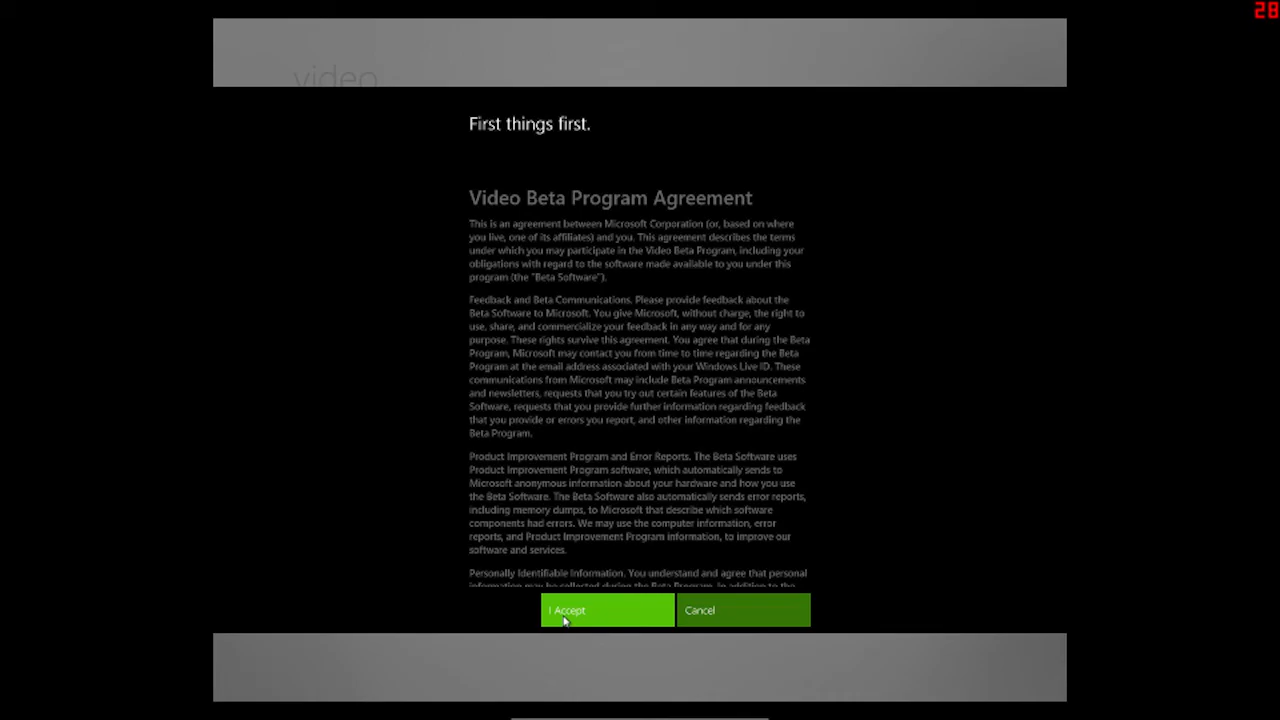 28
video
First things first.
Video Beta Program Agreement
This is an agreement between Microsoft Corporation (or, based on where
you live, one of its affiliates) and you. This agreement describes the terms
under which you may participate in the Video Beta Program, including your
obligations with regard to the software made available to you under this
program (the "Beta Software").
Feedback and Beta Communications. Please provide feedback about the
Beta Software to Microsoft. You give Microsoft, without charge, the right to
use, share, and commercialize your feedback in any way and for any
purpose. These rights survive this agreement. You agree that during the Beta
Program, Microsoft may contact you from time to time regarding the Beta
Program at the email address associated with your Windows Live ID. These
communications from Microsoft may include Beta Program announcements
and newsletters, requests that you try out certain features of the Beta
Software, requests that you provide further information regarding feedback
that you provide or errors you report, and other information regarding the
Beta Program.
Product Improvement Program and Error Reports. The Beta Software uses
Product Improvement Program software, which automatically sends to
Microsoft anonymous information about your hardware and how you use
the Beta Software. The Beta Software also automatically sends error reports,
including memory dumps, to Microsoft that describe which software
components had errors. We may use the computer information, error
reports, and Product Improvement Program information, to improve our
software and services.
Personally Identifiable Information. You understand and agree that personal
information may be collected during the Beta Program. In addition to the
I Accept
Cancel